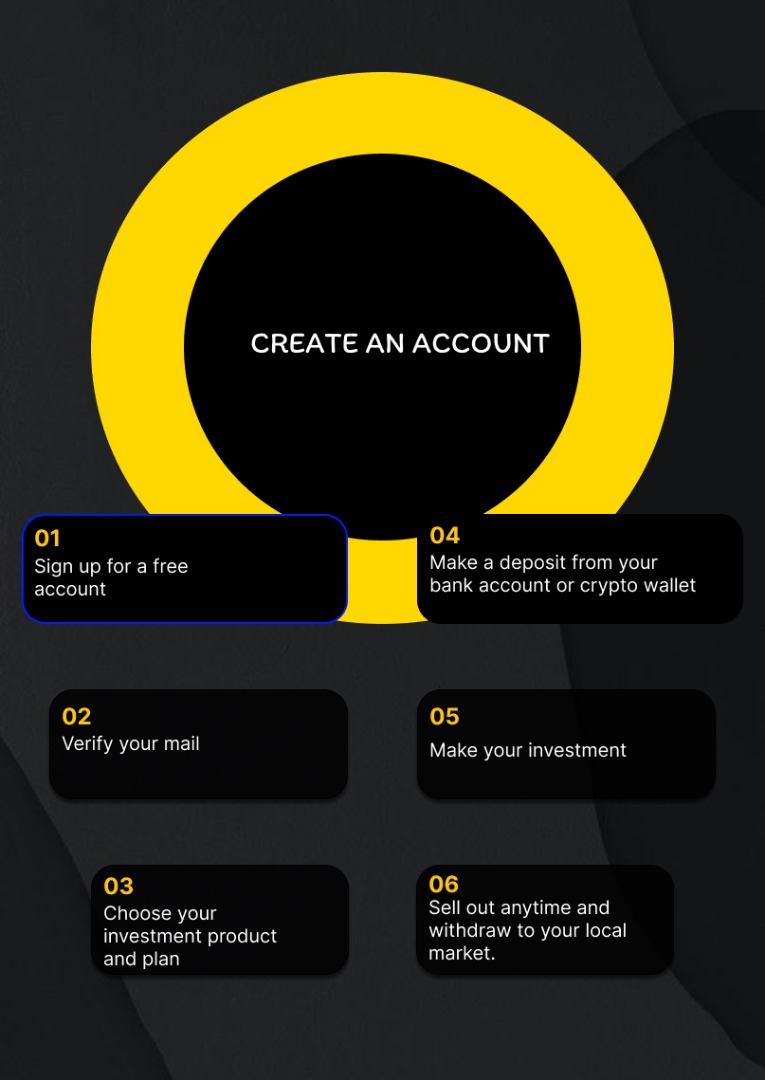 CREATE AN ACCOUNT
01
Sign up for a free
account
02
Verify your mail
03
Choose your
investment product
and plan
04
Make a deposit from your
bank account or crypto wallet
05
Make your investment
06
Sell out anytime and
withdraw to your local
market.